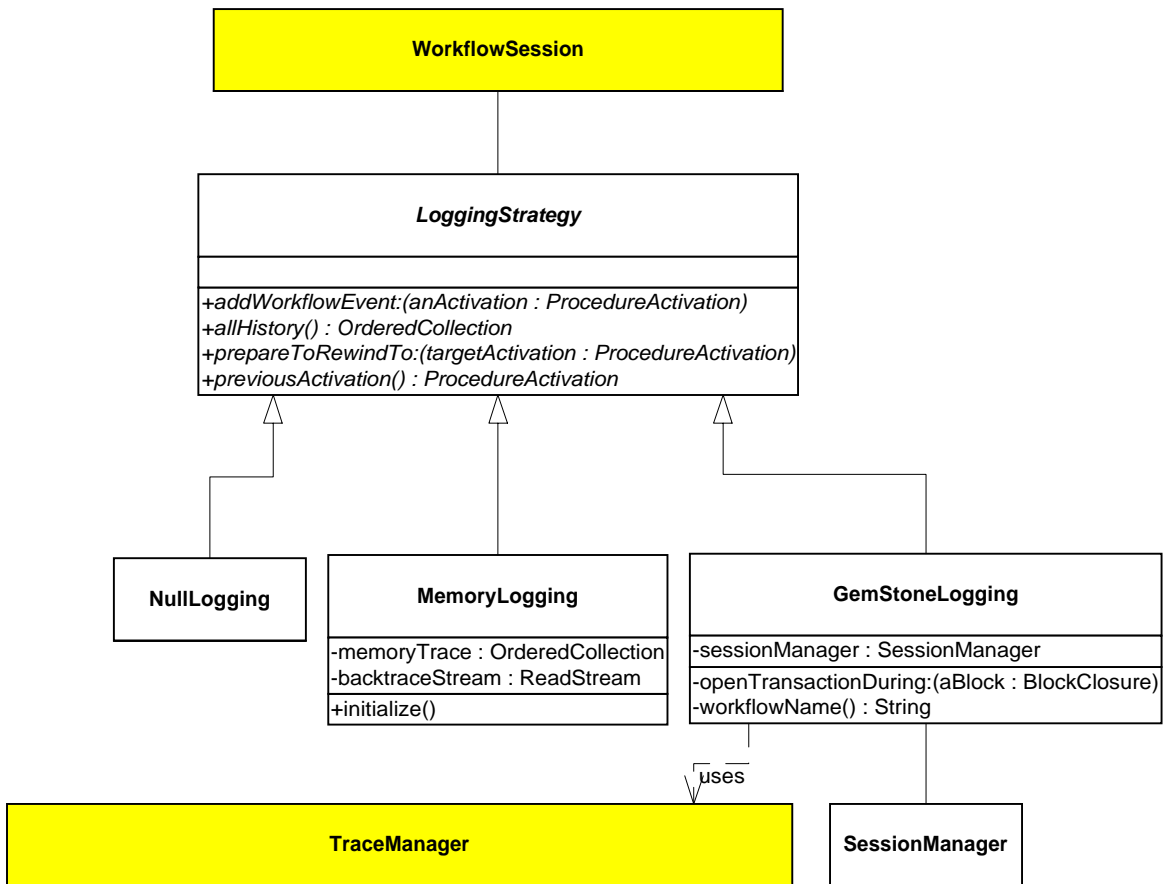 WorkflowSession
LoggingStrategy
+addWorkflowEvent:(anActivation : ProcedureActivation)
+allHistory() : OrderedCollection
+prepareToRewindTo:(targetActivation : ProcedureActivation)
+previousActivation() : ProcedureActivation
NullLogging
MemoryLogging
-memoryTrace : OrderedCollection
-backtraceStream : ReadStream
+initialize()
GemStoneLogging
-sessionManager : SessionManager
-openTransactionDuring:(aBlock : BlockClosure)
-workflowName() : String
uses
TraceManager
SessionManager